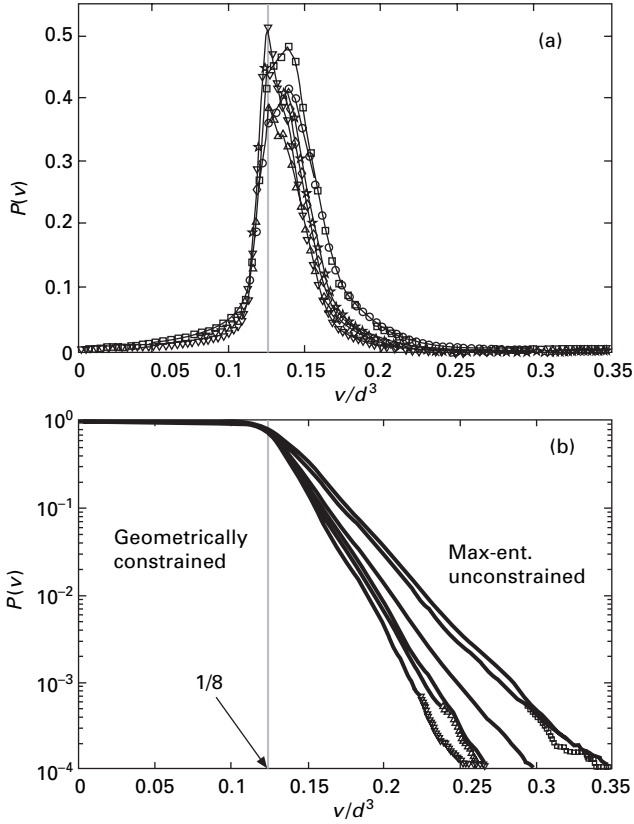 (a)
0.5
0.4
0.3
0.2
0.1
0
P(v)
0 0.05 0.10 0.15 0.20 0.25 0.3 0.35
v/d³
(b)
10⁰
10⁻¹
10⁻²
10⁻³
10⁻⁴
P(v)
Geometrically
constrained
Max-ent.
unconstrained
1/8
0 0.05 0.1 0.15 0.2 0.25 0.3 0.35
v/d³